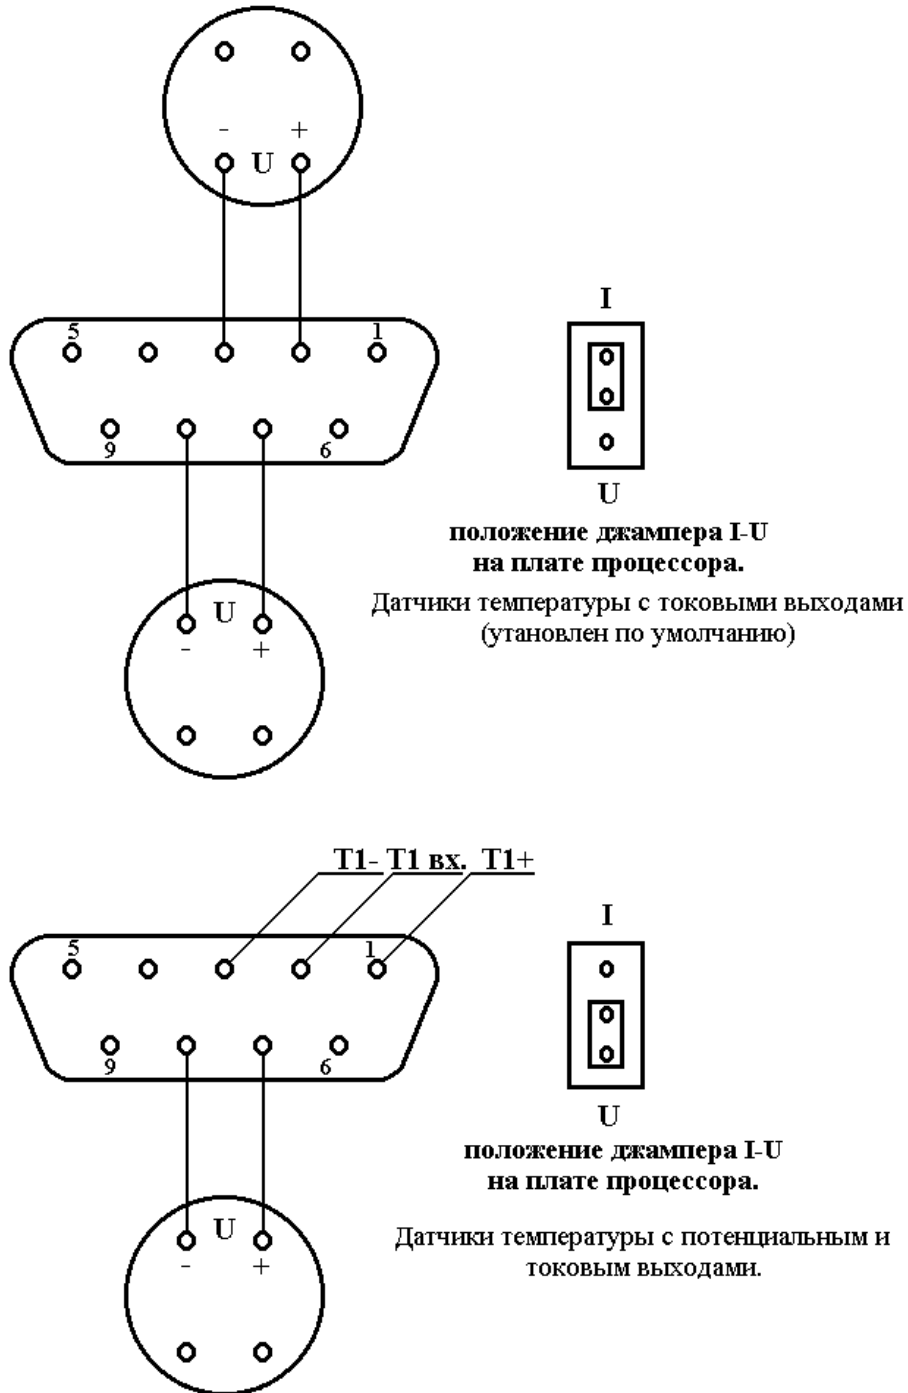 - +
U
5 1
9 6
U
- +
I
U
положение джампера I-U
на плате процессора.
Датчики температуры с токовыми выходами
(утановлен по умолчанию)
T1- T1 вх. T1+
5 1
9 6
U
- +
I
U
положение джампера I-U
на плате процессора.
Датчики температуры с потенциальным и
токовым выходами.